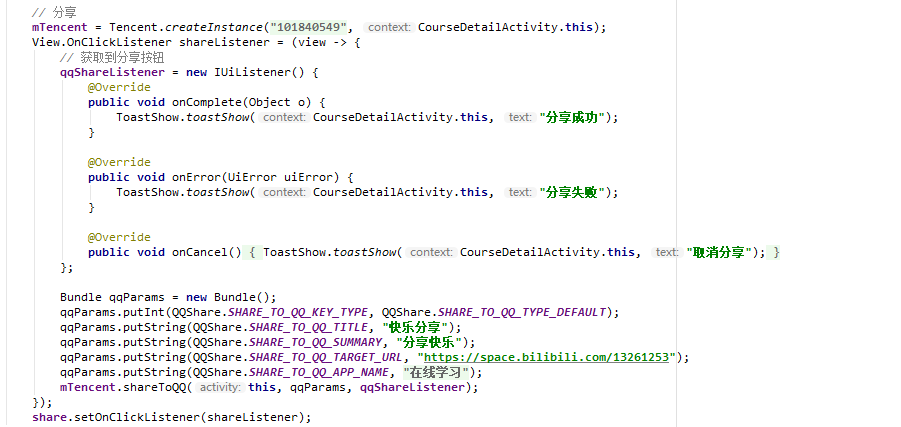 // 分享
mTencent = Tencent.createInstance("101840549", context: CourseDetailActivity.this);
View.OnClickListener shareListener = (view -> {
// 获取到分享按钮
qqShareListener = new IUiListener() {
@Override
public void onComplete(Object o) {
ToastShow.toastShow( context: CourseDetailActivity.this, text: "分享成功");
}
@Override
public void onError(UiError uiError) {
ToastShow.toastShow( context: CourseDetailActivity.this, text: "分享失败");
}
@Override
public void onCancel() { ToastShow.toastShow( context: CourseDetailActivity.this, text: "取消分享"); }
};
Bundle qqParams = new Bundle();
qqParams.putInt(QQShare.SHARE_TO_QQ_KEY_TYPE, QQShare.SHARE_TO_QQ_TYPE_DEFAULT);
qqParams.putString(QQShare.SHARE_TO_QQ_TITLE, "快乐分享");
qqParams.putString(QQShare.SHARE_TO_QQ_SUMMARY, "分享快乐");
qqParams.putString(QQShare.SHARE_TO_QQ_TARGET_URL, "https://space.bilibili.com/13261253");
qqParams.putString(QQShare.SHARE_TO_QQ_APP_NAME, "在线学习");
mTencent.shareToQQ( activity: this, qqParams, qqShareListener);
});
share.setOnClickListener(shareListener);